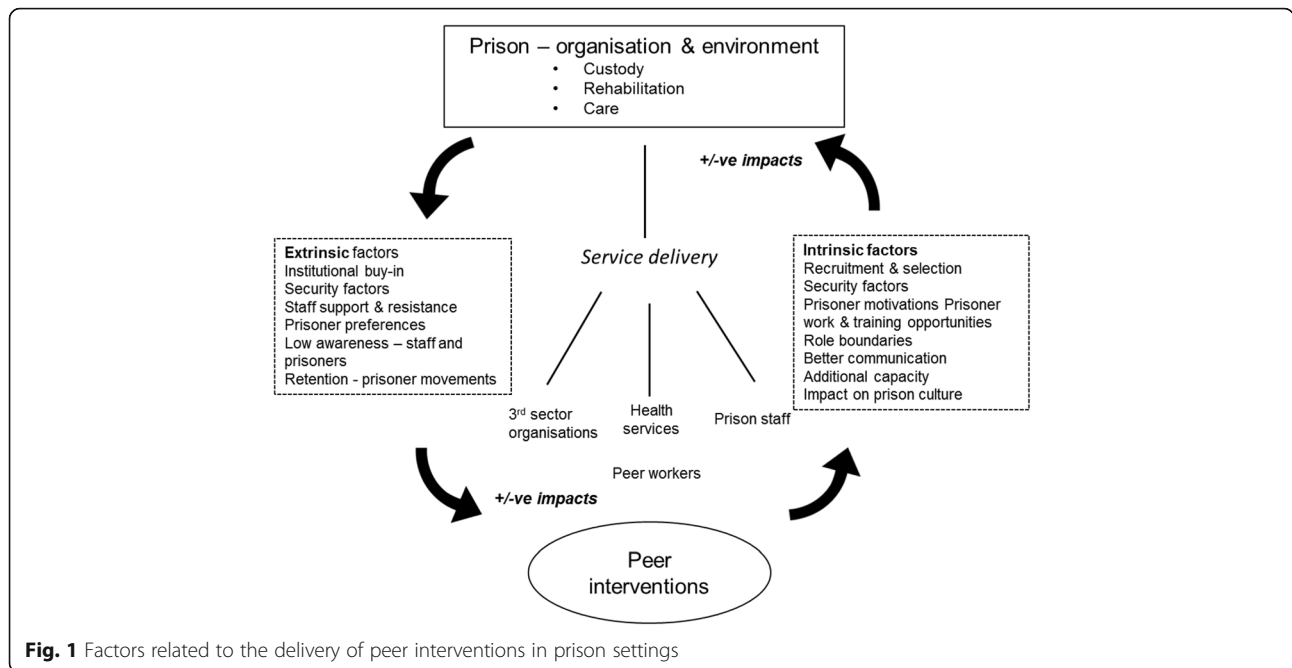 Prison – organisation & environment
• Custody
• Rehabilitation
• Care
+/-ve impacts
Extrinsic factors
Institutional buy-in
Security factors
Staff support & resistance
Prisoner preferences
Low awareness – staff and
prisoners
Retention - prisoner movements
Service delivery
3rd sector
organisations
Health
services
Prison staff
Peer workers
Intrinsic factors
Recruitment & selection
Security factors
Prisoner motivations Prisoner
work & training opportunities
Role boundaries
Better communication
Additional capacity
Impact on prison culture
+/-ve impacts
Peer
interventions
Fig. 1 Factors related to the delivery of peer interventions in prison settings